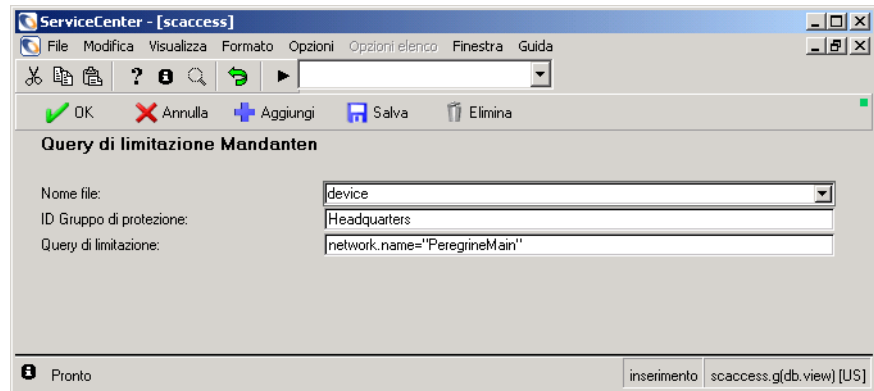 ServiceCenter - [scaccess]
File Modifica Visualizza Formato Opzioni Opzioni elenco Finestra Guida
OK Annulla Aggiungi Salva Elimina
Query di limitazione Mandanten
Nome file: device
ID Gruppo di protezione: Headquarters
Query di limitazione: network.name="PeregrineMain"
Pronto inserimento scaccess.g(db.view) [US]